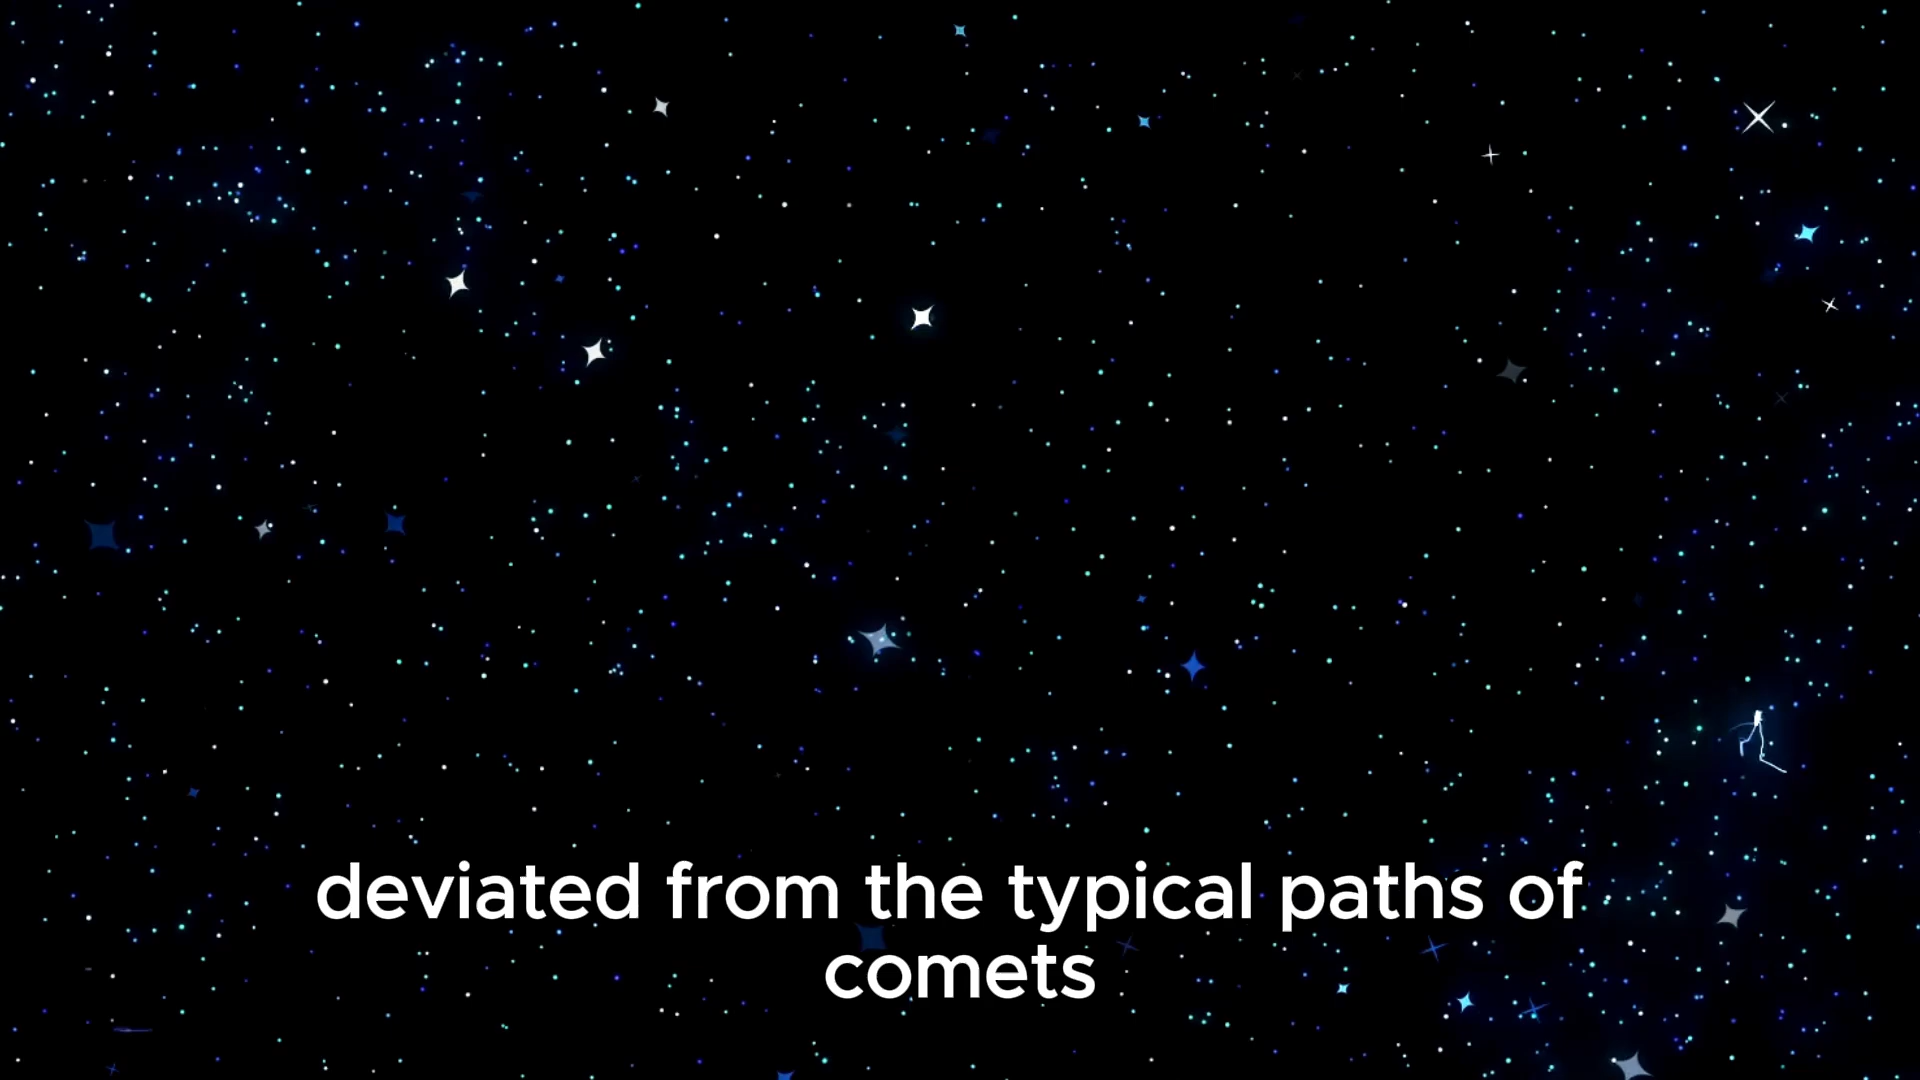 deviated from the typical paths of
comets